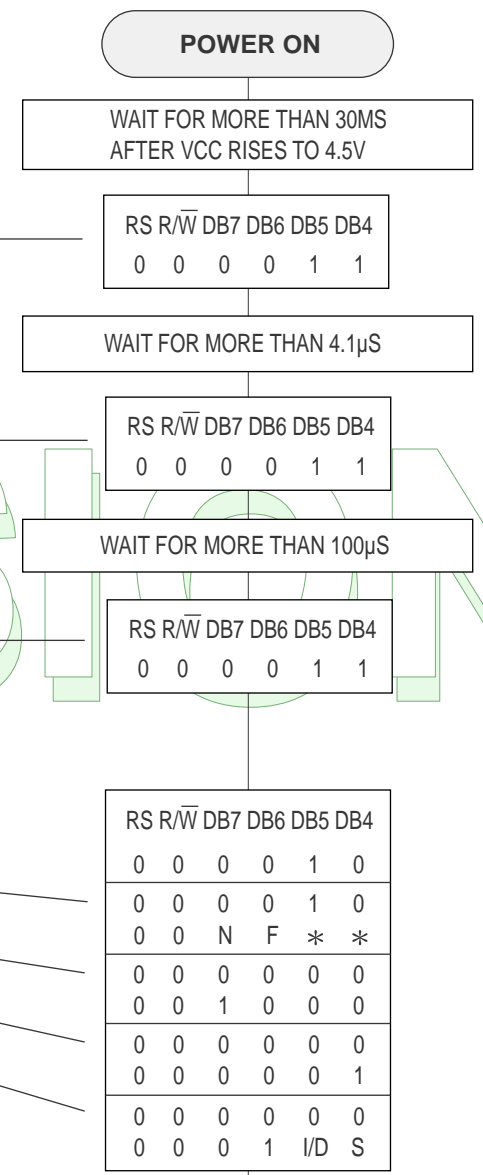 POWER ON
WAIT FOR MORE THAN 30MS
AFTER VCC RISES TO 4.5V
RS R/W̅ DB7 DB6 DB5 DB4
0 0 0 0 1 1
WAIT FOR MORE THAN 4.1µS
RS R/W̅ DB7 DB6 DB5 DB4
0 0 0 0 1 1
WAIT FOR MORE THAN 100µS
RS R/W̅ DB7 DB6 DB5 DB4
0 0 0 0 1 1
RS R/W̅ DB7 DB6 DB5 DB4
0 0 0 0 1 0
0 0 0 0 1 0
0 0 N F * *
0 0 0 0 0 0
0 0 1 0 0 0
0 0 0 0 0 0
0 0 0 0 0 1
0 0 0 0 0 0
0 0 0 1 I/D S